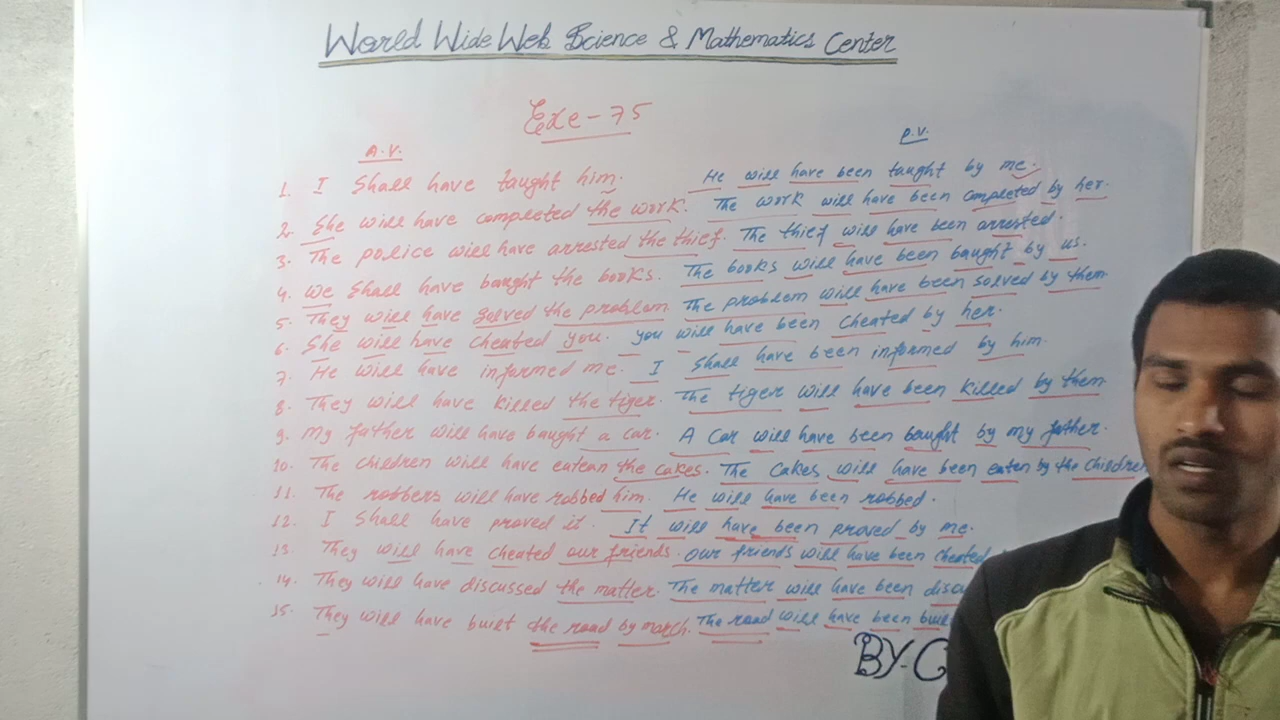 World Wide Web Science & Mathematics Center
Exe - 75
A.V. P.V.
1. I Shall have taught him. He will have been taught by me.
2. She will have completed the work. The work will have been completed by her.
3. The police will have arrested the thief. The thief will have been arrested.
4. We Shall have baught the books. The books will have been baught by us.
5. They will have solved the problem. The problem will have been solved by them
6. She will have cheated you. you will have been cheated by her.
7. He will have informed me. I Shall have been informed by him.
8. They will have killed the tiger. The tiger will have been killed by them
9. My father will have baught a car. A car will have been bought by my father.
10. The children will have eatean the cakes. The cakes will have been eaten by the children
11. The robbers will have robbed him. He will have been robbed.
12. I Shall have proved it. It will have been proved by me.
13. They will have cheated our friends. our friends will have been cheated
14. They will have discussed the matter. The matter will have been discu
15. They will have built the road by march. The road will have been buil
BY-G